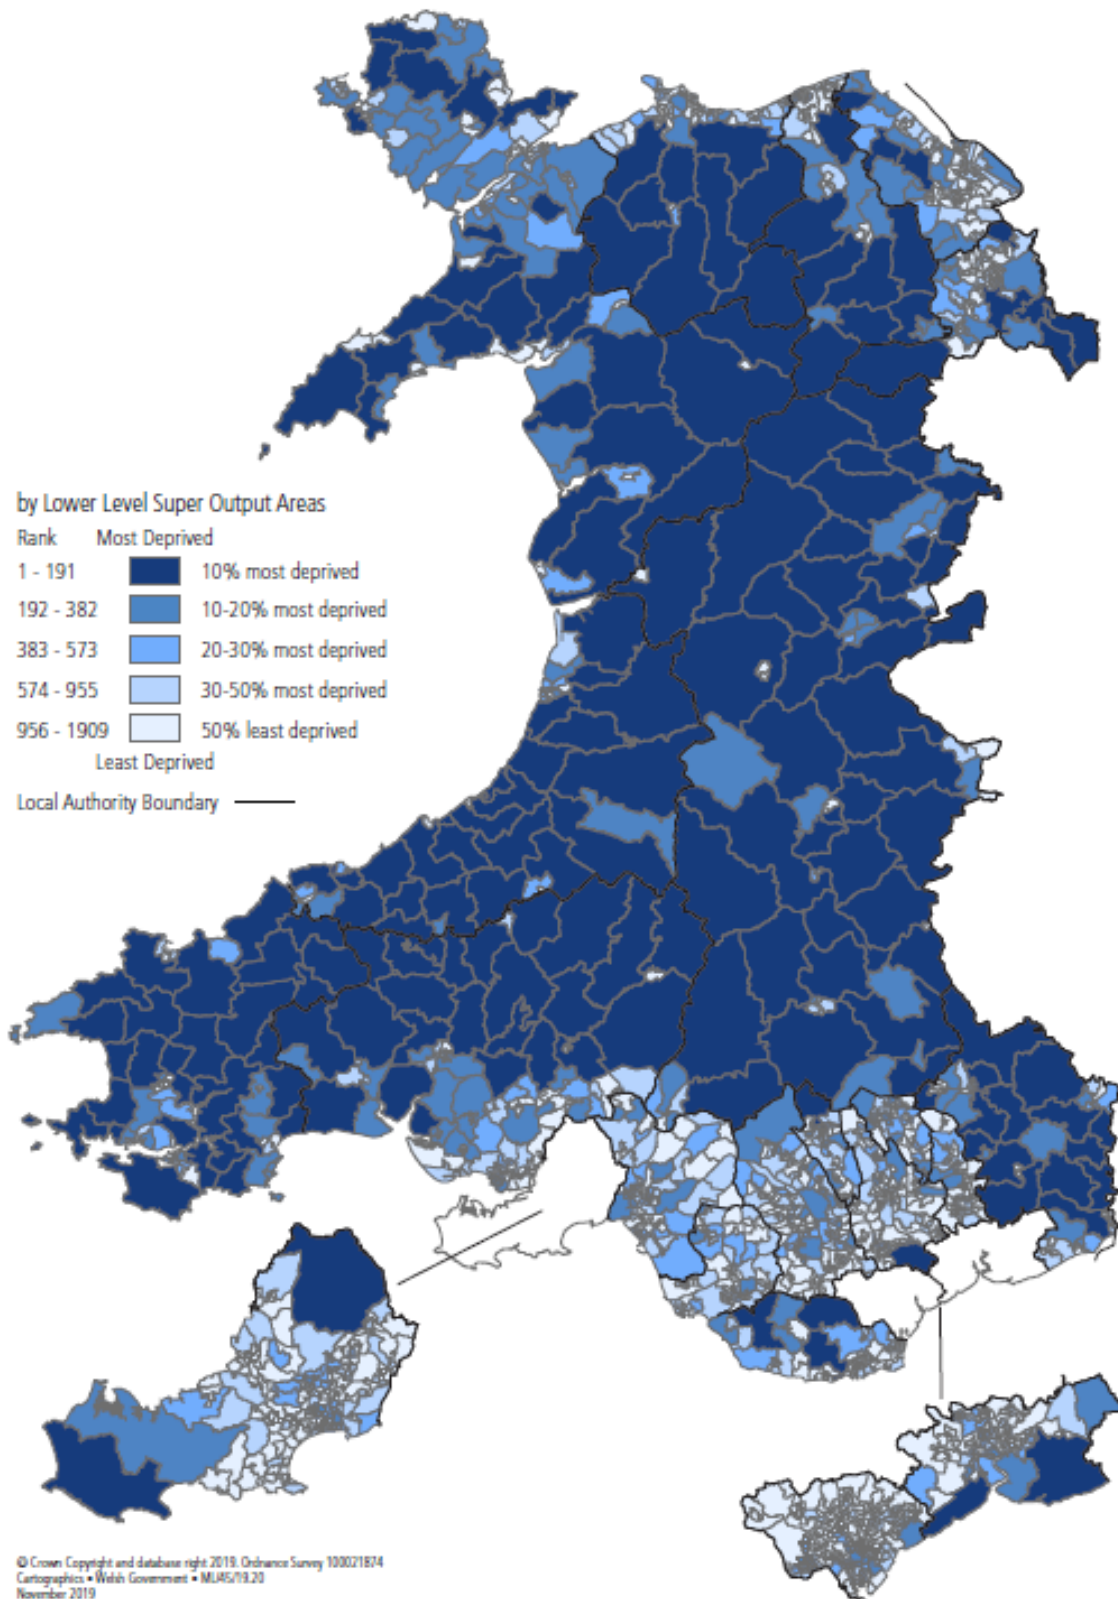 by Lower Level Super Output Areas
Rank Most Deprived
1 - 191 10% most deprived
192 - 382 10-20% most deprived
383 - 573 20-30% most deprived
574 - 955 30-50% most deprived
956 - 1909 50% least deprived
Least Deprived
Local Authority Boundary
© Crown Copyright and database right 2019. Ordnance Survey 100021874
Cartographics • Welsh Government • ML/45/19.20
November 2019